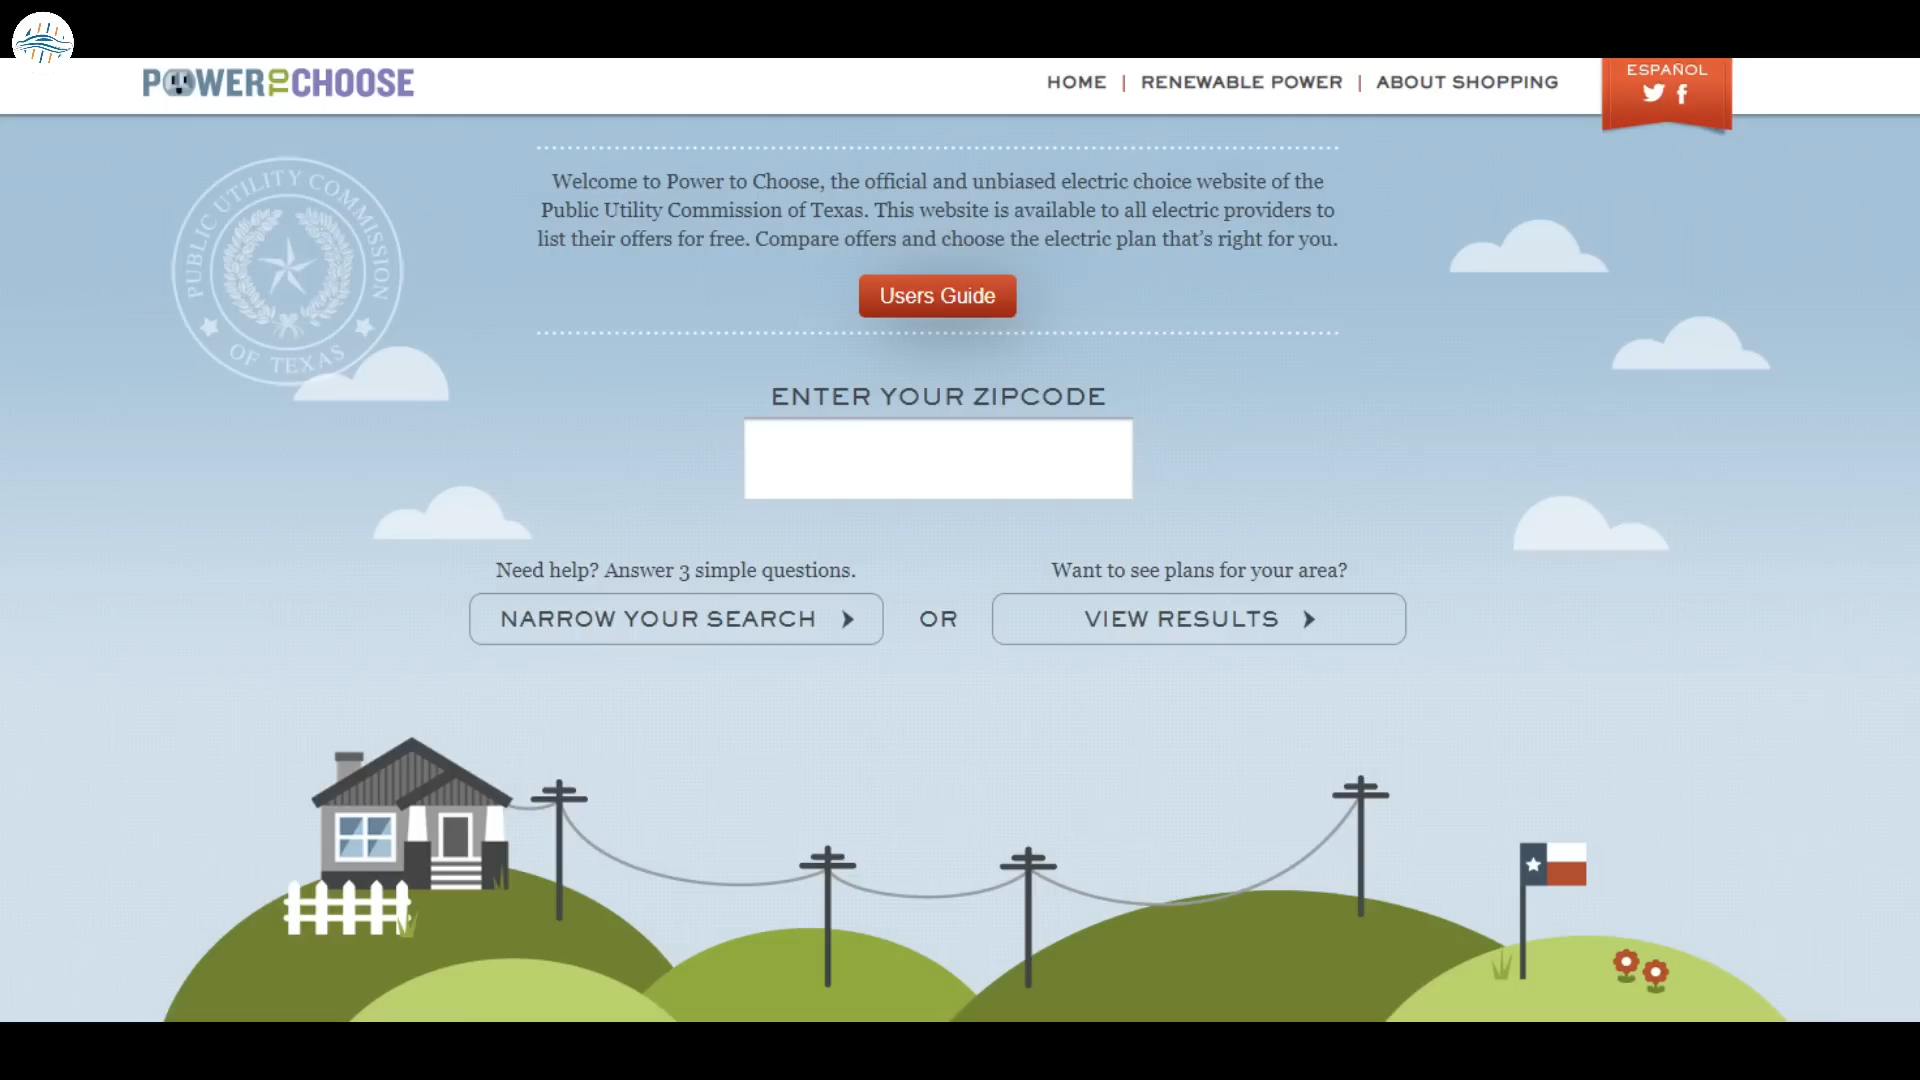 POWER TO CHOOSE
HOME | RENEWABLE POWER | ABOUT SHOPPING
ESPAÑOL
PUBLIC UTILITY COMMISSION
OF TEXAS
Welcome to Power to Choose, the official and unbiased electric choice website of the
Public Utility Commission of Texas. This website is available to all electric providers to
list their offers for free. Compare offers and choose the electric plan that’s right for you.
Users Guide
ENTER YOUR ZIPCODE
Need help? Answer 3 simple questions.
NARROW YOUR SEARCH
OR
Want to see plans for your area?
VIEW RESULTS